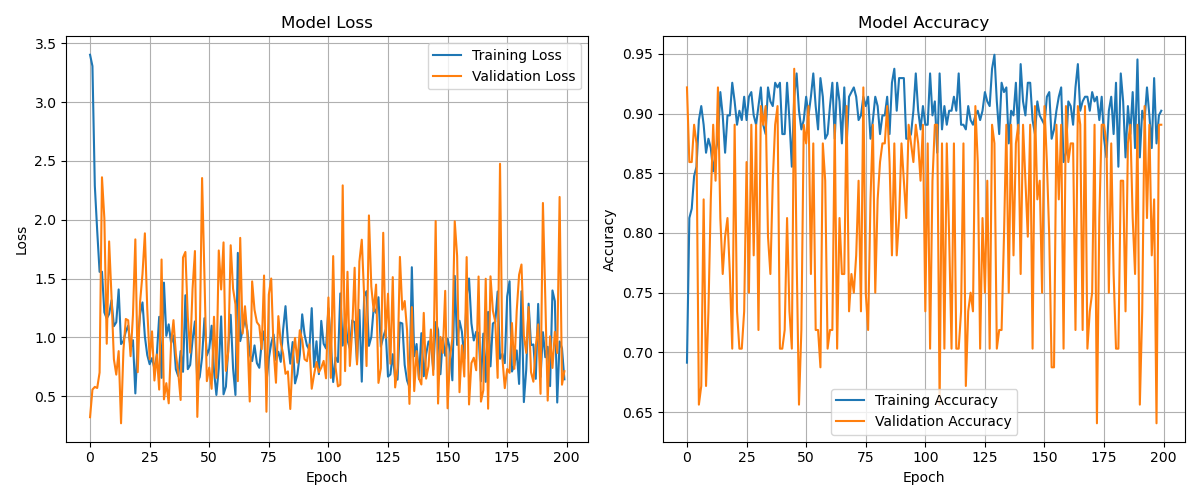 Model Loss
3.5
3.0
2.5
2.0
1.5
1.0
0.5
Loss
Training Loss
Validation Loss
0 25 50 75 100 125 150 175 200
Epoch
Model Accuracy
0.95
0.90
0.85
0.80
0.75
0.70
0.65
Accuracy
Training Accuracy
Validation Accuracy
0 25 50 75 100 125 150 175 200
Epoch